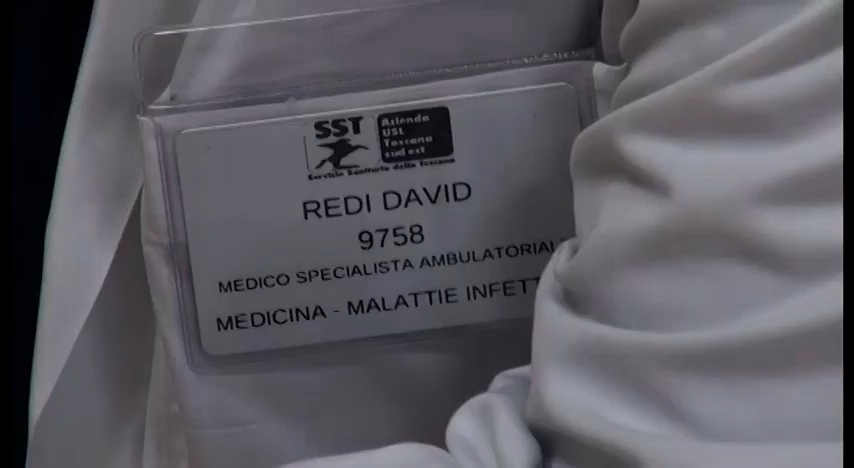 SST
Azienda
USL
Toscana
sud est
Servizio Sanitario della Toscana
REDI DAVID
9758
MEDICO SPECIALISTA AMBULATORIAL
MEDICINA - MALATTIE INFETT